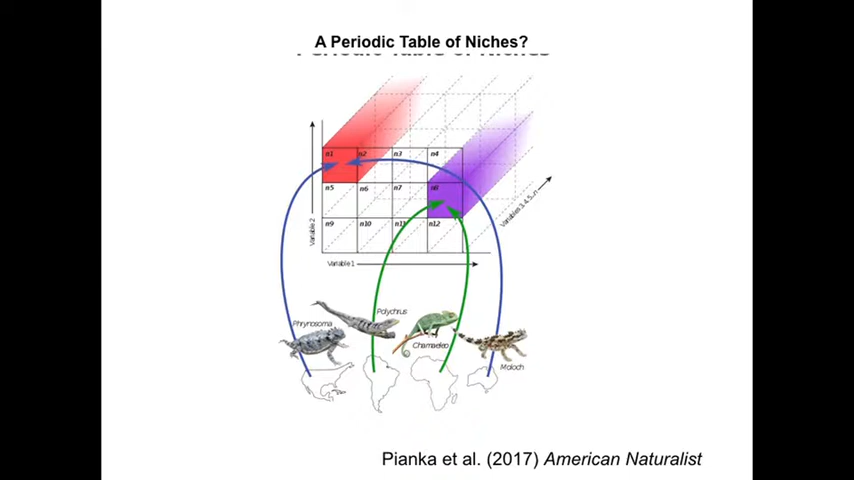 A Periodic Table of Niches?
n1 n2 n3 n4
n5 n6 n7 n8
n9 n10 n11 n12
Variable 2
Variable 1
Variables 3,4,5..n
Polychrus
Phrynosoma
Chamaeleo
Moloch
Pianka et al. (2017) American Naturalist